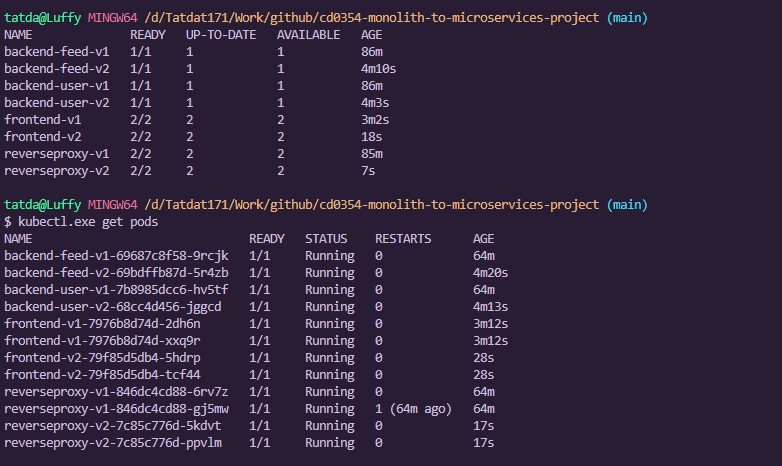 tatda@Luffy MINGW64 /d/Tatdat171/Work/github/cd0354-monolith-to-microservices-project (main)
NAME READY UP-TO-DATE AVAILABLE AGE
backend-feed-v1 1/1 1 1 86m
backend-feed-v2 1/1 1 1 4m10s
backend-user-v1 1/1 1 1 86m
backend-user-v2 1/1 1 1 4m3s
frontend-v1 2/2 2 2 3m2s
frontend-v2 2/2 2 2 18s
reverseproxy-v1 2/2 2 2 85m
reverseproxy-v2 2/2 2 2 7s
tatda@Luffy MINGW64 /d/Tatdat171/Work/github/cd0354-monolith-to-microservices-project (main)
$ kubectl.exe get pods
NAME READY STATUS RESTARTS AGE
backend-feed-v1-69687c8f58-9rcjk 1/1 Running 0 64m
backend-feed-v2-69bdffb87d-5r4zb 1/1 Running 0 4m20s
backend-user-v1-7b8985dcc6-hv5tf 1/1 Running 0 64m
backend-user-v2-68cc4d456-jggcd 1/1 Running 0 4m13s
frontend-v1-7976b8d74d-2dh6n 1/1 Running 0 3m12s
frontend-v1-7976b8d74d-xxq9r 1/1 Running 0 3m12s
frontend-v2-79f85d5db4-5hdrp 1/1 Running 0 28s
frontend-v2-79f85d5db4-tcf44 1/1 Running 0 28s
reverseproxy-v1-846dc4cd88-6rv7z 1/1 Running 0 64m
reverseproxy-v1-846dc4cd88-gj5mw 1/1 Running 1 (64m ago) 64m
reverseproxy-v2-7c85c776d-5kdvt 1/1 Running 0 17s
reverseproxy-v2-7c85c776d-ppvlm 1/1 Running 0 17s